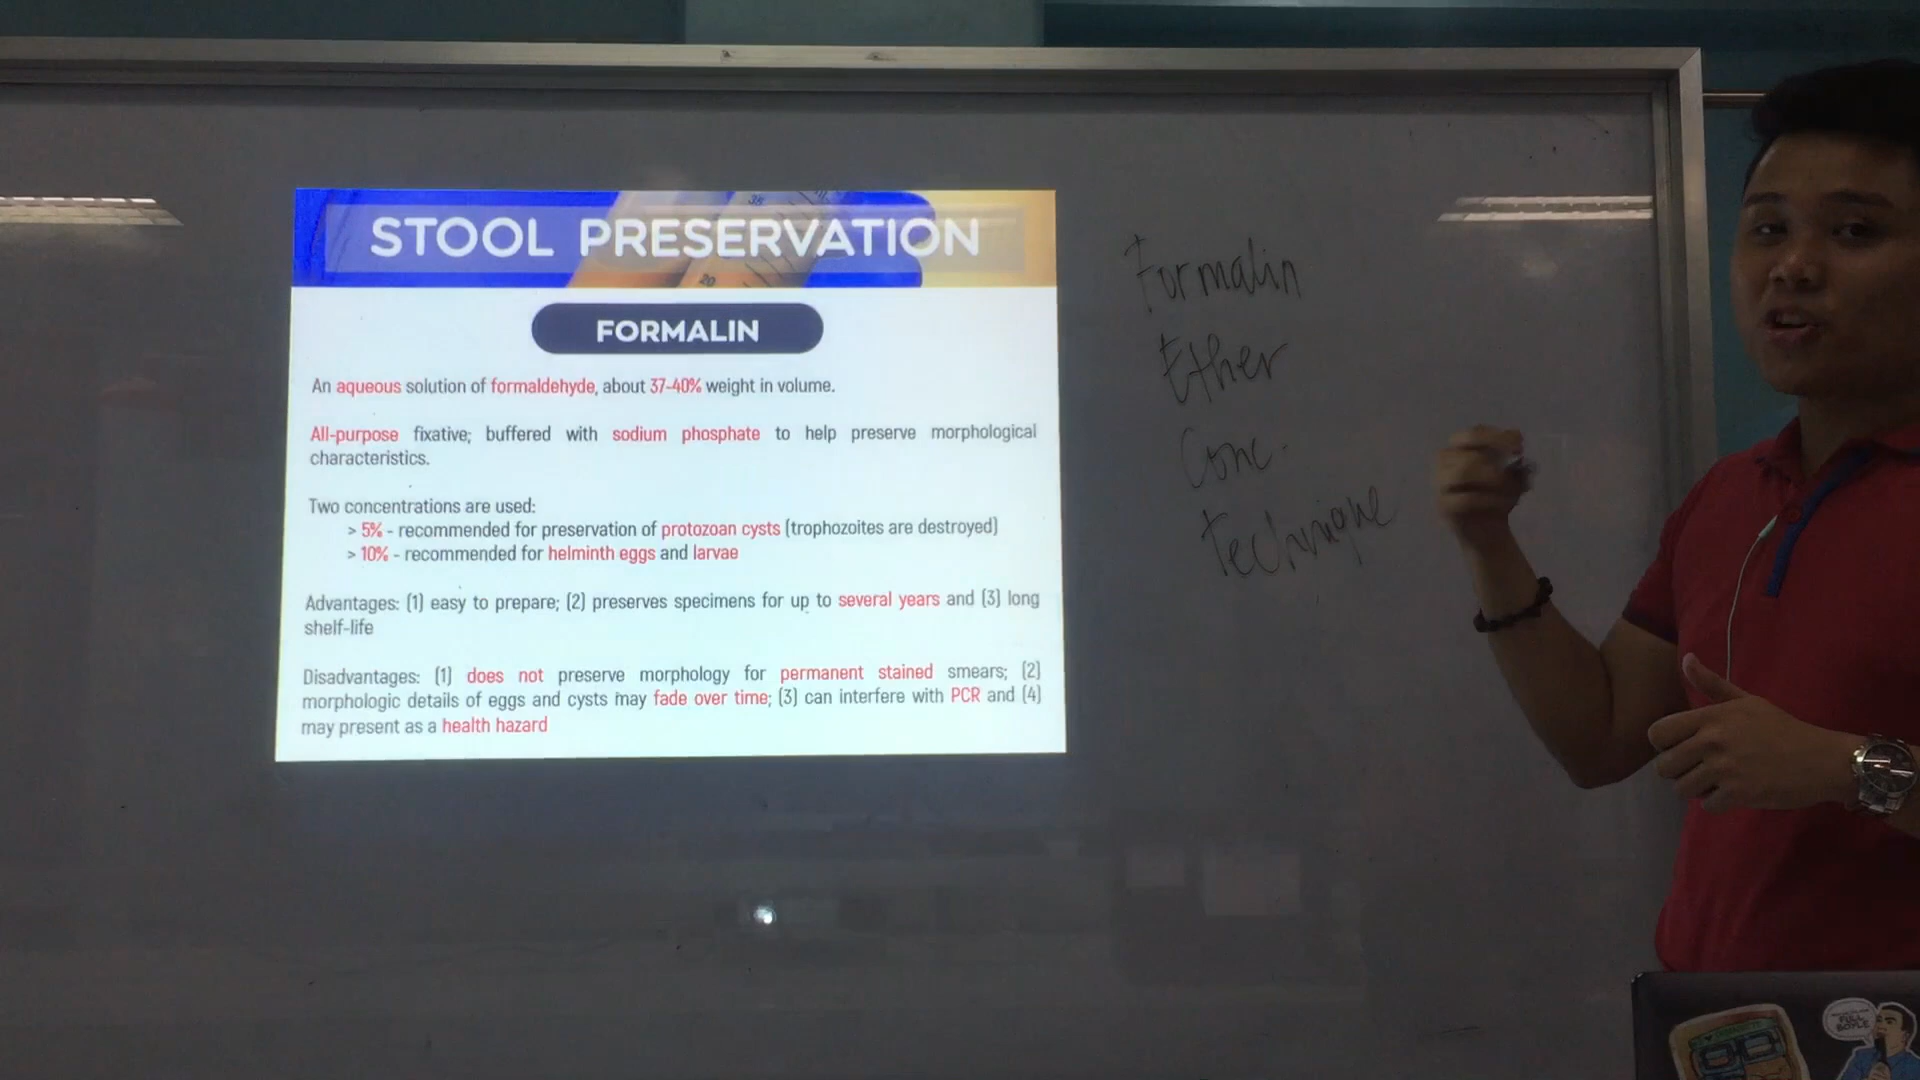 STOOL PRESERVATION
FORMALIN
An aqueous solution of formaldehyde, about 37-40% weight in volume.
All-purpose fixative; buffered with sodium phosphate to help preserve morphological
characteristics.
Two concentrations are used:
> 5% - recommended for preservation of protozoan cysts (trophozoites are destroyed)
> 10% - recommended for helminth eggs and larvae
Advantages: (1) easy to prepare; (2) preserves specimens for up to several years and (3) long
shelf-life
Disadvantages: (1) does not preserve morphology for permanent stained smears; (2)
morphologic details of eggs and cysts may fade over time; (3) can interfere with PCR and (4)
may present as a health hazard
Formalin
Ether
Conc.
Technique
35
20
FULL
BOYLE